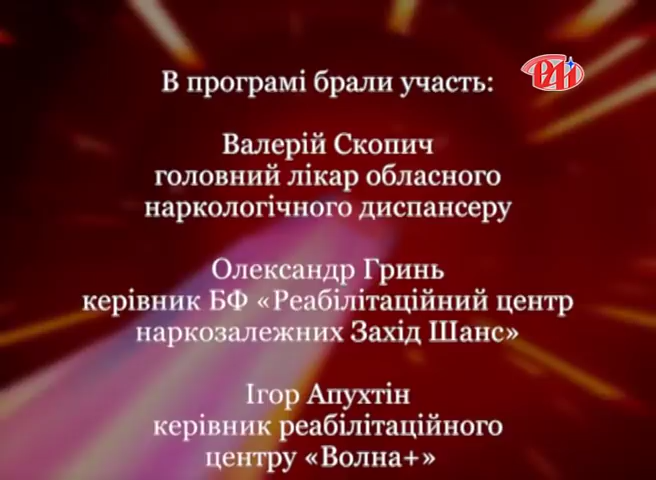 В програмі брали участь:
Валерій Скопич
головний лікар обласного
наркологічного диспансеру
Олександр Гринь
керівник БФ «Реабілітаційний центр
наркозалежних Захід Шанс»
Ігор Апухтін
керівник реабілітаційного
центру «Волна+»